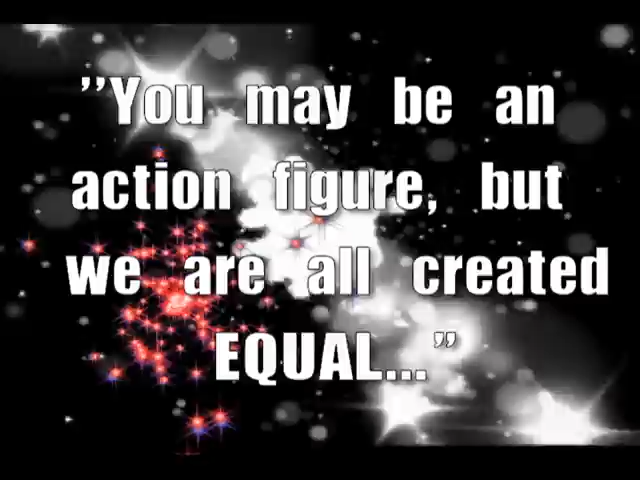 ”You may be an
action figure, but
we are all created
EQUAL...”